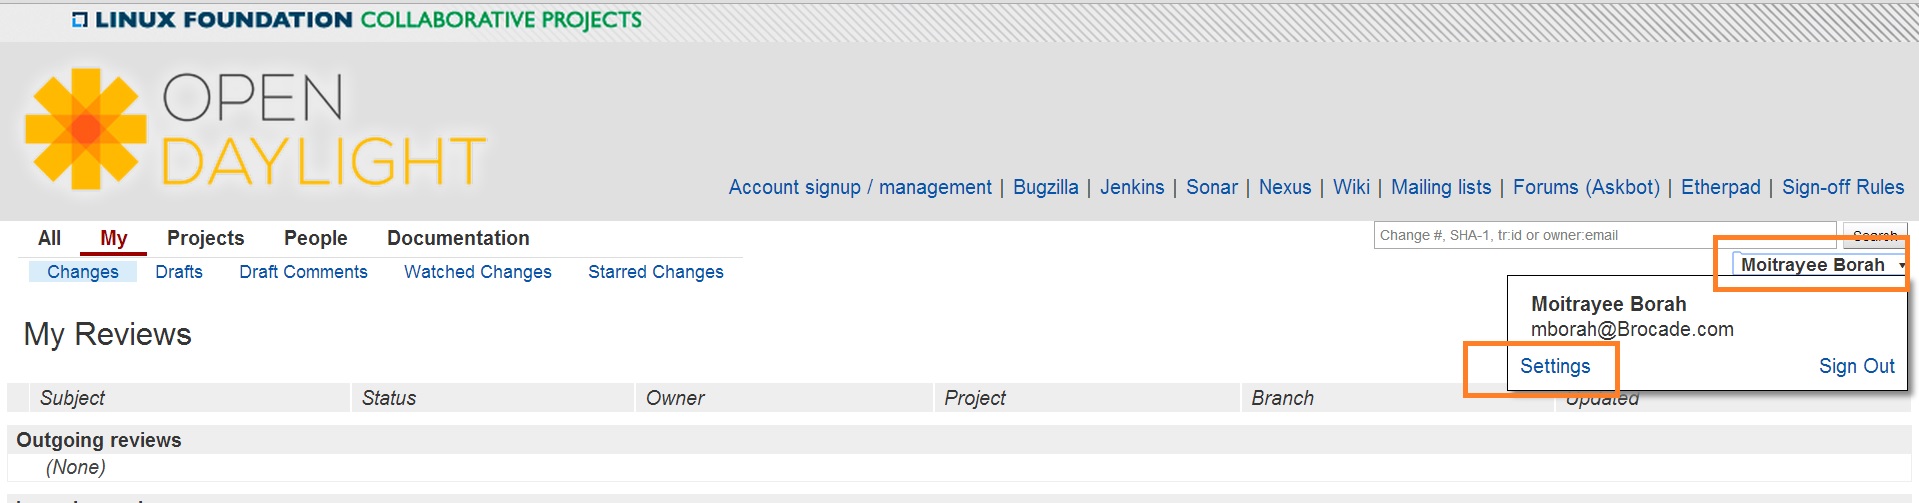 LINUX FOUNDATION COLLABORATIVE PROJECTS
OPEN
DAYLIGHT
Account signup / management | Bugzilla | Jenkins | Sonar | Nexus | Wiki | Mailing lists | Forums (Askbot) | Etherpad | Sign-off Rules
All My Projects People Documentation
Change #, SHA-1, tr:id or owner:email Search
Changes Drafts Draft Comments Watched Changes Starred Changes
Moitrayee Borah
Moitrayee Borah
mborah@Brocade.com
Settings Sign Out
My Reviews
Subject Status Owner Project Branch Updated
Outgoing reviews
(None)